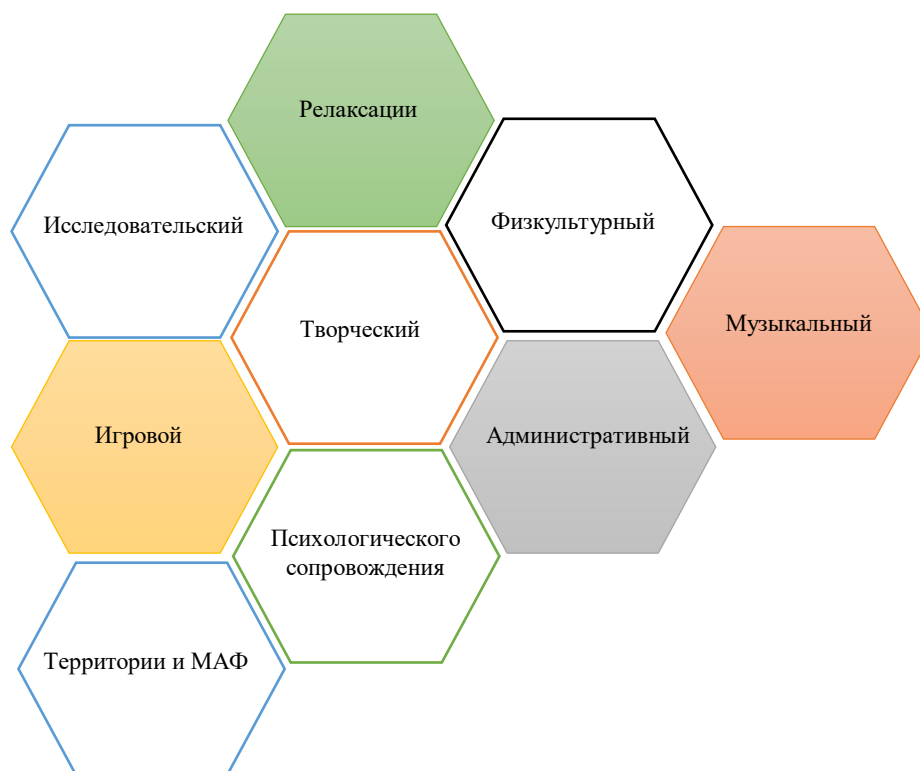 Релаксации
Исследовательский
Физкультурный
Творческий
Музыкальный
Игровой
Административный
Психологического
сопровождения
Территории и МАФ